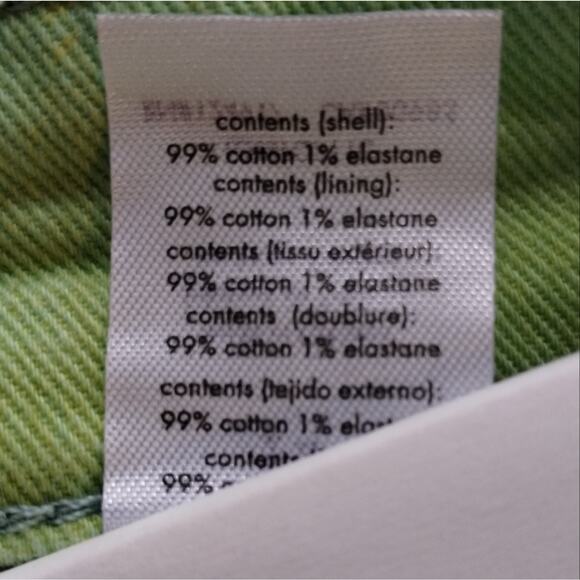 contents (shell):
99% cotton 1% elastane
contents (lining):
99% cotton 1% elastane
contents (tissu extérieur):
99% cotton 1% elastane
contents (doublure):
99% cotton 1% elastane
contents (tejido externo):
99% cotton 1%
99%